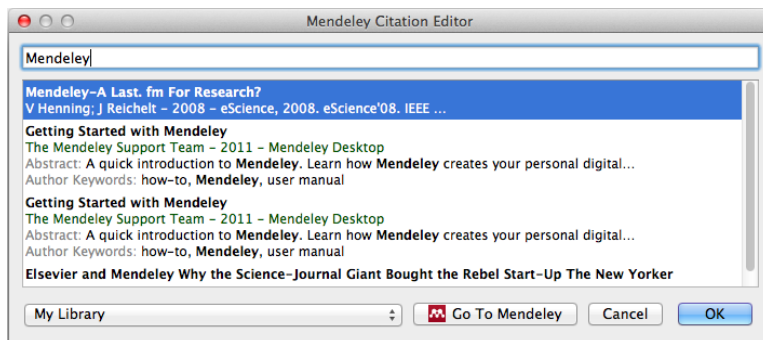 Mendeley Citation Editor
Mendeley
Mendeley-A Last. fm For Research?
V Henning; J Reichelt - 2008 - eScience, 2008. eScience'08. IEEE ...
Getting Started with Mendeley
The Mendeley Support Team - 2011 - Mendeley Desktop
Abstract: A quick introduction to Mendeley. Learn how Mendeley creates your personal digital...
Author Keywords: how-to, Mendeley, user manual
Getting Started with Mendeley
The Mendeley Support Team - 2011 - Mendeley Desktop
Abstract: A quick introduction to Mendeley. Learn how Mendeley creates your personal digital...
Author Keywords: how-to, Mendeley, user manual
Elsevier and Mendeley Why the Science-Journal Giant Bought the Rebel Start-Up The New Yorker
My Library Go To Mendeley Cancel OK